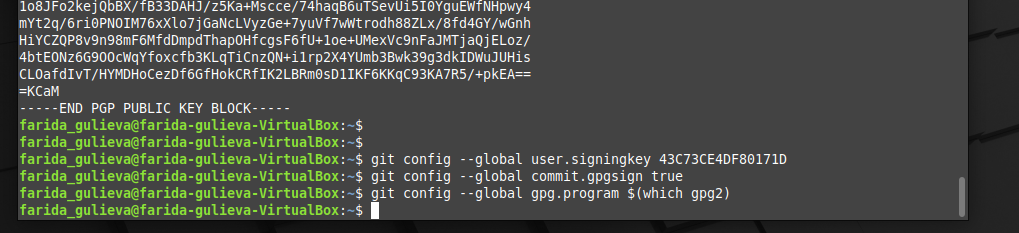 1o8JFo2kejQbBX/fB33DAHJ/z5Ka+Mscce/74haqB6uTSevUi5I0YguEWfNHpwy4
mYt2q/6ri0PNOIM76xXlo7jGaNcLVyzGe+7yuVf7wWtrodh88ZLx/8fd4GY/wGnh
HiYCZQP8v9n98mF6MfdDmpdThapOHfcgsF6fU+1oe+UMexVc9nFaJMTjaQjELoz/
4btEONz6G9OOcWqYfoxcfb3KLqTiCnzQN+i1rp2X4YUmb3Bwk39g3dkIDWuJUHis
CLOafdIvT/HYMDHoCezDf6GfHokCRfIK2LBRm0sD1IKF6KKqC93KA7R5/+pkEA==
=KCaM
-----END PGP PUBLIC KEY BLOCK-----
farida_gulieva@farida-gulieva-VirtualBox:~$
farida_gulieva@farida-gulieva-VirtualBox:~$
farida_gulieva@farida-gulieva-VirtualBox:~$ git config --global user.signingkey 43C73CE4DF80171D
farida_gulieva@farida-gulieva-VirtualBox:~$ git config --global commit.gpgsign true
farida_gulieva@farida-gulieva-VirtualBox:~$ git config --global gpg.program $(which gpg2)
farida_gulieva@farida-gulieva-VirtualBox:~$